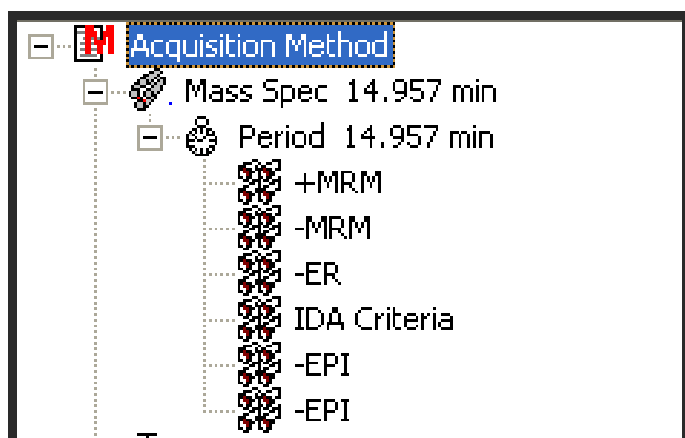 M Acquisition Method
Mass Spec 14.957 min
Period 14.957 min
+MRM
-MRM
-ER
IDA Criteria
-EPI
-EPI